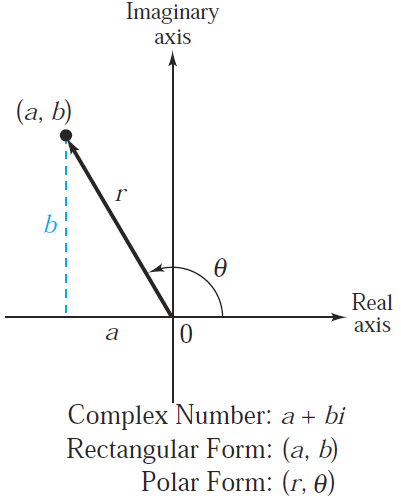 Imaginary
axis
(a, b)
r
b
θ
Real
axis
a
0
Complex Number: a + bi
Rectangular Form: (a, b)
Polar Form: (r, θ)